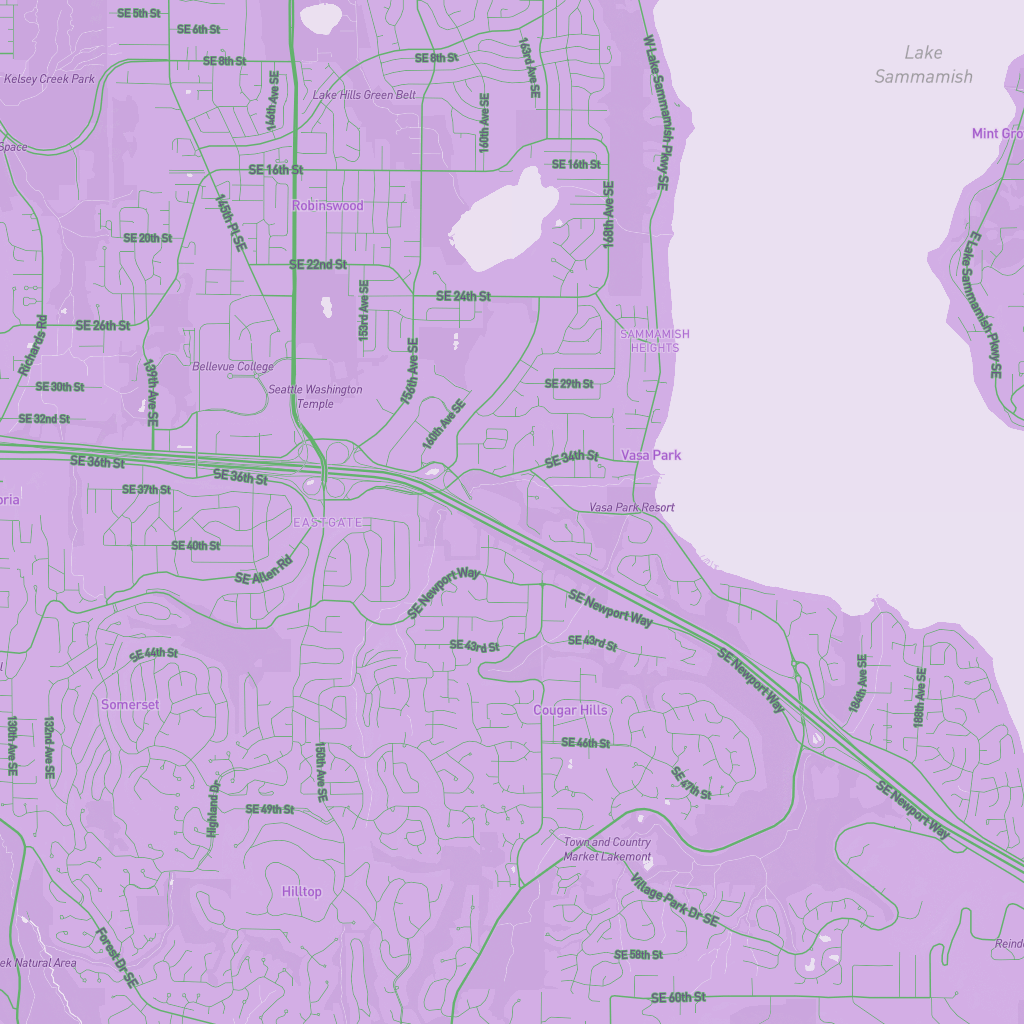 SE 5th St
SE 6th St
SE 8th St
SE 8th St
163rd Ave SE
W Lake Sammamish Pkwy SE
Lake
Sammamish
Kelsey Creek Park
146th Ave SE
Lake Hills Green Belt
160th Ave SE
Mint Gro
Space
SE 16th St
SE 16th St
145th Pl SE
Robinswood
168th Ave SE
SE 20th St
SE 22nd St
E Lake Sammamish Pkwy SE
153rd Ave SE
SE 24th St
Richards Rd
SE 26th St
SAMMAMISH
HEIGHTS
139th Ave SE
Bellevue College
156th Ave SE
SE 30th St
Seattle Washington
Temple
SE 29th St
SE 32nd St
160th Ave SE
SE 36th St
SE 36th St
SE 34th St
Vasa Park
SE 37th St
oria
Vasa Park Resort
EASTGATE
SE 40th St
SE Allen Rd
SE Newport Way
SE Newport Way
SE 44th St
SE 43rd St
SE 43rd St
SE Newport Way
184th Ave SE
188th Ave SE
Somerset
Cougar Hills
130th Ave SE
132nd Ave SE
150th Ave SE
SE 46th St
SE 47th St
Highland Dr
SE 49th St
SE Newport Way
Town and Country
Market Lakemont
Hilltop
Village Park Dr SE
Forest Dr SE
SE 58th St
Reind
ek Natural Area
SE 60th St